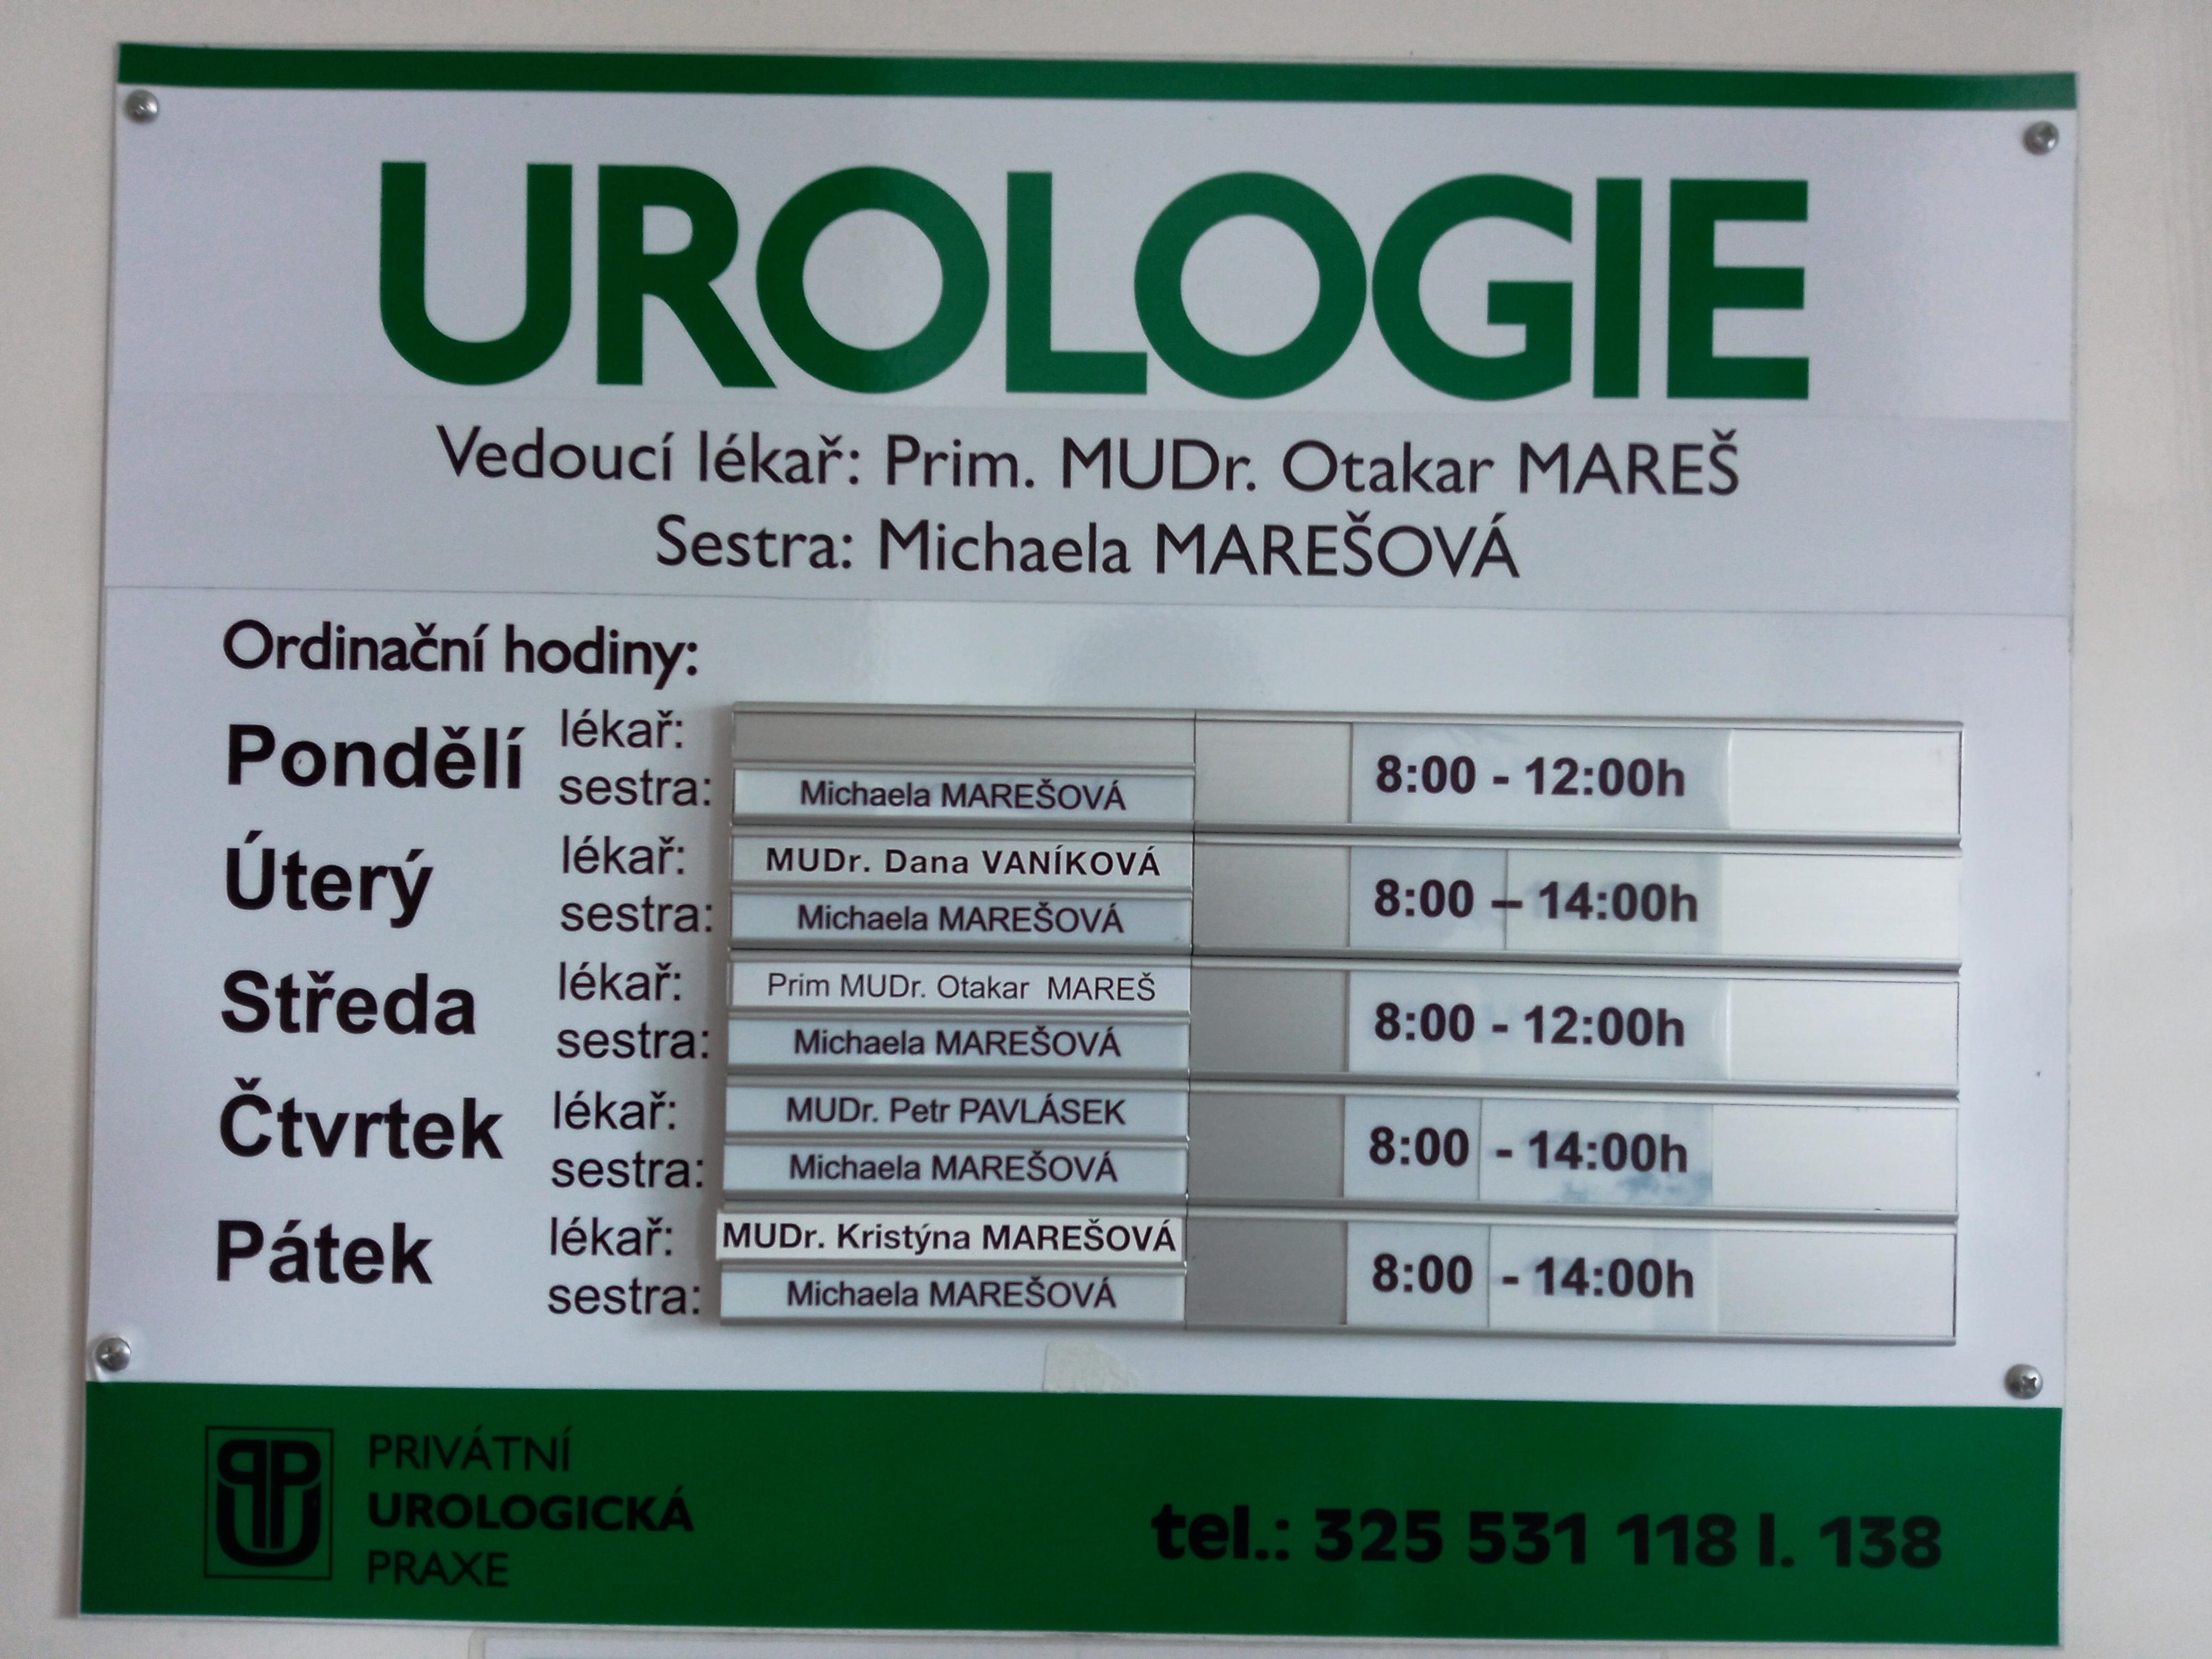 UROLOGIE
Vedoucí lékař: Prim. MUDr. Otakar MAREŠ
Sestra: Michaela MAREŠOVÁ
Ordinační hodiny:
Pondělí lékař:
sestra: Michaela MAREŠOVÁ 8:00 - 12:00h
Úterý lékař: MUDr. Dana VANÍKOVÁ
sestra: Michaela MAREŠOVÁ 8:00 – 14:00h
Středa lékař: Prim MUDr. Otakar MAREŠ
sestra: Michaela MAREŠOVÁ 8:00 - 12:00h
Čtvrtek lékař: MUDr. Petr PAVLÁSEK
sestra: Michaela MAREŠOVÁ 8:00 - 14:00h
Pátek lékař: MUDr. Kristýna MAREŠOVÁ
sestra: Michaela MAREŠOVÁ 8:00 - 14:00h
PRIVÁTNÍ
UROLOGICKÁ
PRAXE
tel.: 325 531 118 l. 138